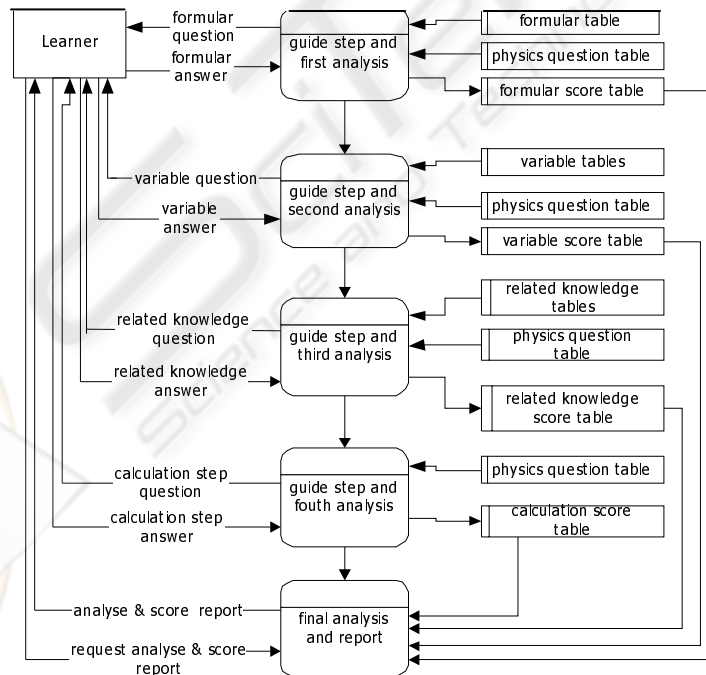 Learner
formular
question
formular
answer
guide step and
first analysis
formular table
physics question table
formular score table
variable question
variable
answer
guide step and
second analysis
variable tables
physics question table
variable score table
related knowledge
question
related knowledge
answer
guide step and
third analysis
related knowledge
tables
physics question
table
related knowledge
score table
calculation step
question
calculation step
answer
guide step and
fouth analysis
physics question table
calculation score
table
analyse & score report
request analyse & score
report
final analysis
and report
Science and